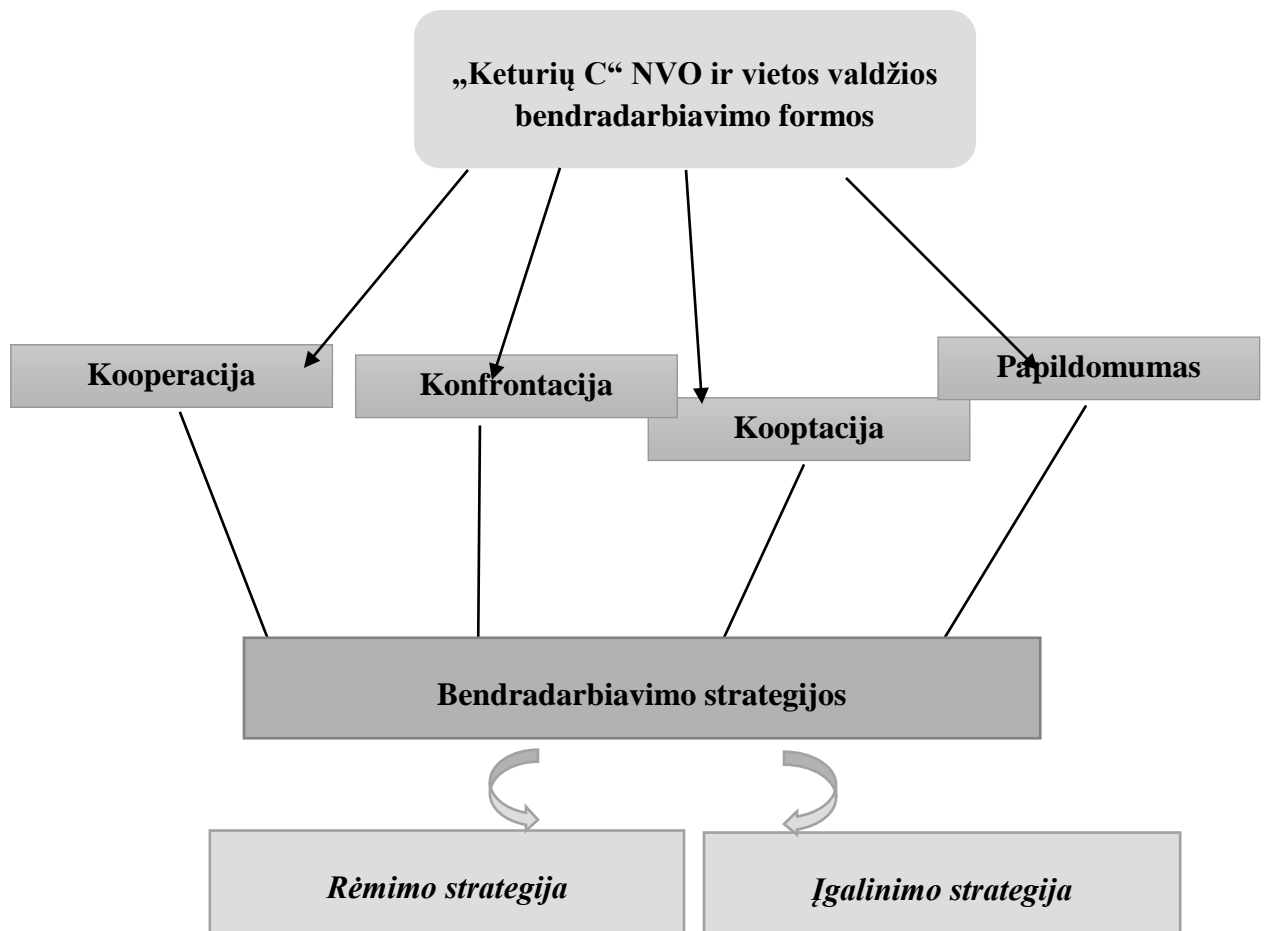 „Keturių C“ NVO ir vietos valdžios
bendradarbiavimo formos
Kooperacija
Konfrontacija
Kooptacija
Papildomumas
Bendradarbiavimo strategijos
Rėmimo strategija
Įgalinimo strategija